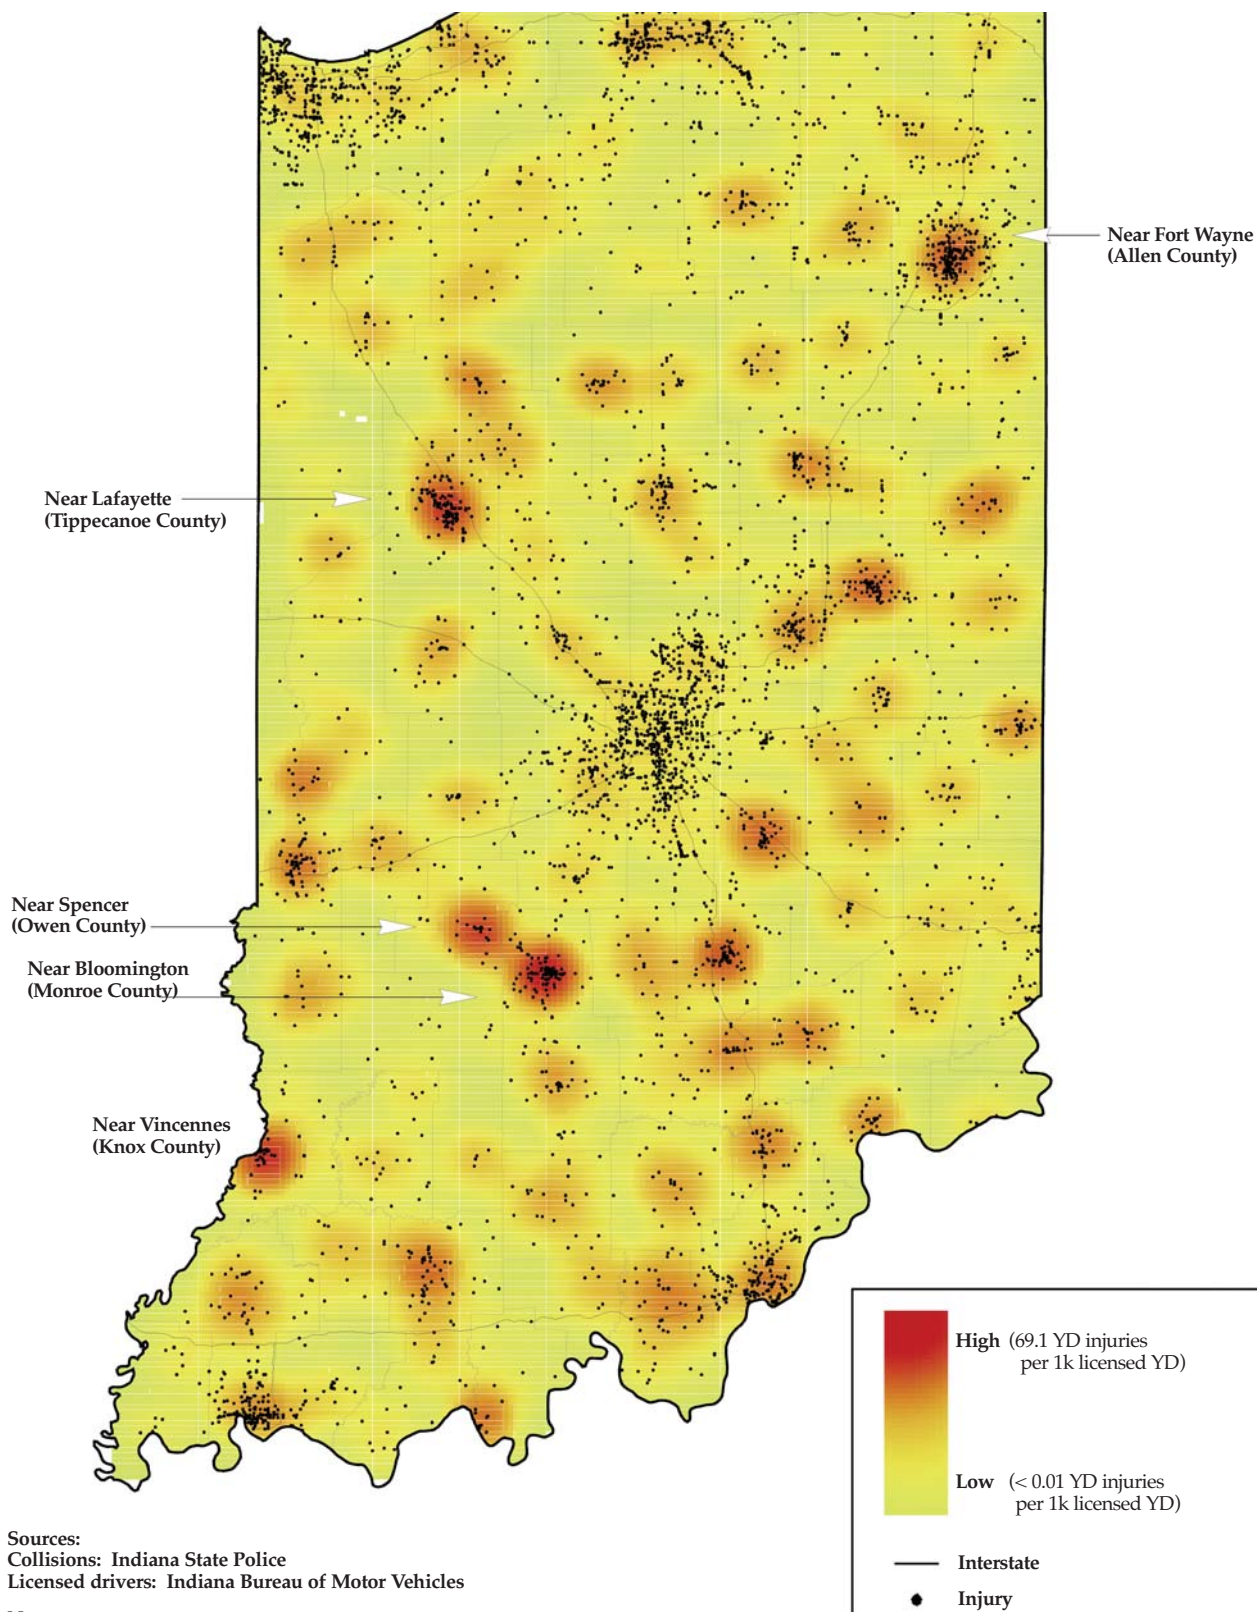 Near Fort Wayne
(Allen County)
Near Lafayette
(Tippecanoe County)
Near Spencer
(Owen County)
Near Bloomington
(Monroe County)
Near Vincennes
(Knox County)
High (69.1 YD injuries
per 1k licensed YD)
Low (< 0.01 YD injuries
per 1k licensed YD)
Interstate
Injury
Sources:
Collisions: Indiana State Police
Licensed drivers: Indiana Bureau of Motor Vehicles